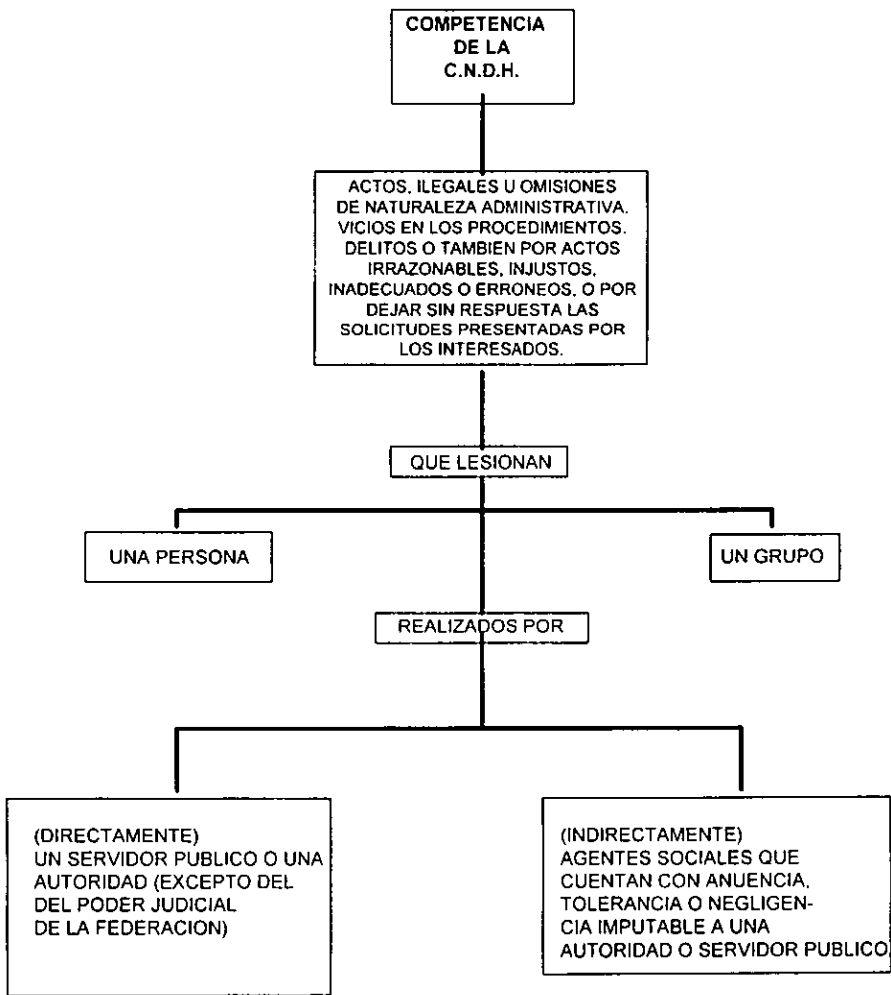 COMPETENCIA
DE LA
C.N.D.H.
ACTOS, ILEGALES U OMISIONES
DE NATURALEZA ADMINISTRATIVA.
VICIOS EN LOS PROCEDIMIENTOS.
DELITOS O TAMBIEN POR ACTOS
IRRAZONABLES, INJUSTOS,
INADECUADOS O ERRONEOS, O POR
DEJAR SIN RESPUESTA LAS
SOLICITUDES PRESENTADAS POR
LOS INTERESADOS.
QUE LESIONAN
UNA PERSONA
UN GRUPO
REALIZADOS POR
(DIRECTAMENTE)
UN SERVIDOR PUBLICO O UNA
AUTORIDAD (EXCEPTO DEL
DEL PODER JUDICIAL
DE LA FEDERACION)
(INDIRECTAMENTE)
AGENTES SOCIALES QUE
CUENTAN CON ANUENCIA,
TOLERANCIA O NEGLIGEN-
CIA IMPUTABLE A UNA
AUTORIDAD O SERVIDOR PUBLICO